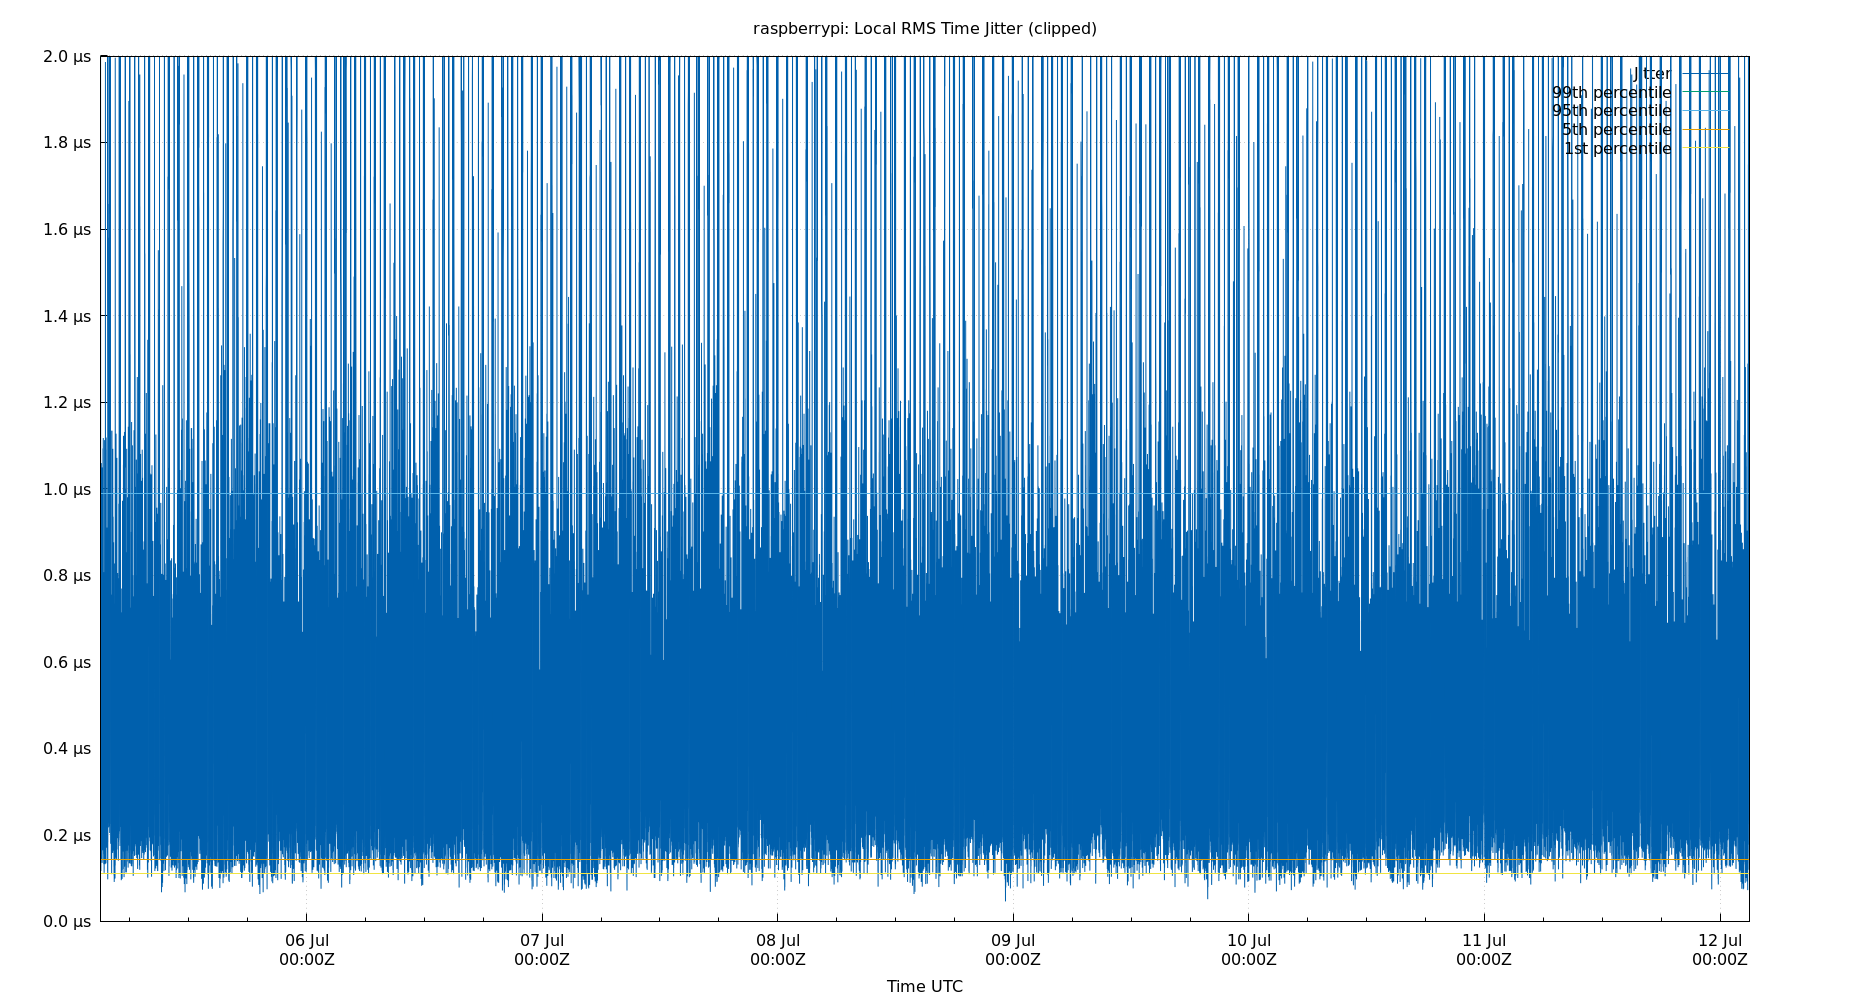 raspberrypi: Local RMS Time Jitter (clipped)
2.0 µs
1.8 µs
1.6 µs
1.4 µs
1.2 µs
1.0 µs
0.8 µs
0.6 µs
0.4 µs
0.2 µs
0.0 µs
Jitter
99th percentile
95th percentile
5th percentile
1st percentile
06 Jul
00:00Z
07 Jul
00:00Z
08 Jul
00:00Z
09 Jul
00:00Z
10 Jul
00:00Z
11 Jul
00:00Z
12 Jul
00:00Z
Time UTC